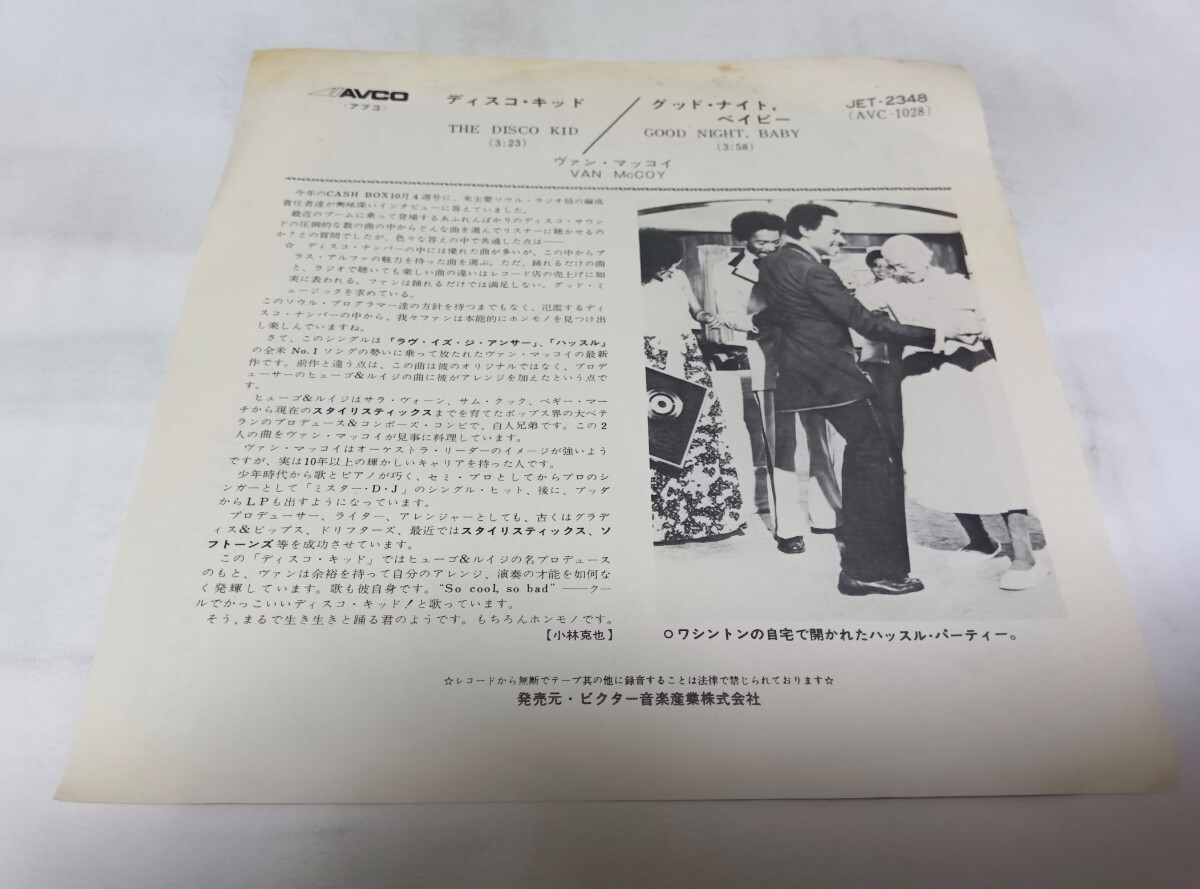 AVCO
〈アブコ〉
ディスコ・キッド
THE DISCO KID
(3:23)
グッド・ナイト、
ベイビー
GOOD NIGHT, BABY
(3:58)
JET-2348
(AVC-1028)
ヴァン・マッコイ
VAN McCOY
今年のCASH BOX10月4週号に、米主要ソウル・ラジオ局の編成
責任者達が興味深いインタビューに答えていました。
最近のブームに乗って登場するあふれんばかりのディスコ・サウン
ドの圧倒的な数の曲の中からどんな曲を選んでリスナーに聴かせるの
か?との質問でしたが、色々な答えの中で共通した点は——
☆ ディスコ・ナンバーの中には優れた曲が多いが、この中からプ
ラス・アルファの魅力を持った曲を選ぶ。ただ、踊れるだけの曲
と、ラジオで聴いても楽しい曲の違いはレコード店の売上げに如
実に表われる。ファンは踊れるだけでは満足しない。グッド・ミ
ュージックを求めている。
このソウル・プログラマー達の方針を待つまでもなく、氾濫するディ
スコ・ナンバーの中から、我々ファンは本能的にホンモノを見つけ出
し楽しんでいますね。
さて、このシングルは「ラヴ・イズ・ジ・アンサー」、「ハッスル」
の全米No.1ソングの勢いに乗って放たれたヴァン・マッコイの最新
作です。前作と違う点は、この曲は彼のオリジナルではなく、プロデ
ューサーのヒューゴ&ルイジの曲に彼がアレンジを加えたという点で
す。
ヒューゴ&ルイジはサラ・ヴォーン、サム・クック、ペギー・マー
チから現在のスタイリスティックスまでを育てたポップス界の大ベテ
ランのプロデュース&コンポーズ・コンビで、白人兄弟です。この2
人の曲をヴァン・マッコイが見事に料理しています。
ヴァン・マッコイはオーケストラ・リーダーのイメージが強いよう
ですが、実は10年以上の輝かしいキャリアを持った人です。
少年時代から歌とピアノが巧く、セミ・プロとしてからプロのシ
ンガーとして「ミスター・D・J」のシングル・ヒット、後に、ブッダ
からLPも出すようになっています。
プロデューサー、ライター、アレンジャーとしても、古くはグラデ
ィス&ピップス、ドリフターズ、最近ではスタイリスティックス、ソ
フトーンズ等を成功させています。
この「ディスコ・キッド」ではヒューゴ&ルイジの名プロデュース
のもと、ヴァンは余裕を持って自分のアレンジ、演奏の才能を如何な
く発揮しています。歌も彼自身です。"So cool, so bad"——クー
ルでかっこいいディスコ・キッド!と歌っています。
そう、まるで生き生きと踊る君のようです。もちろんホンモノです。
【小林克也】
○ワシントンの自宅で開かれたハッスル・パーティー。
☆レコードから無断でテープ其の他に録音することは法律で禁じられております☆
発売元・ビクター音楽産業株式会社